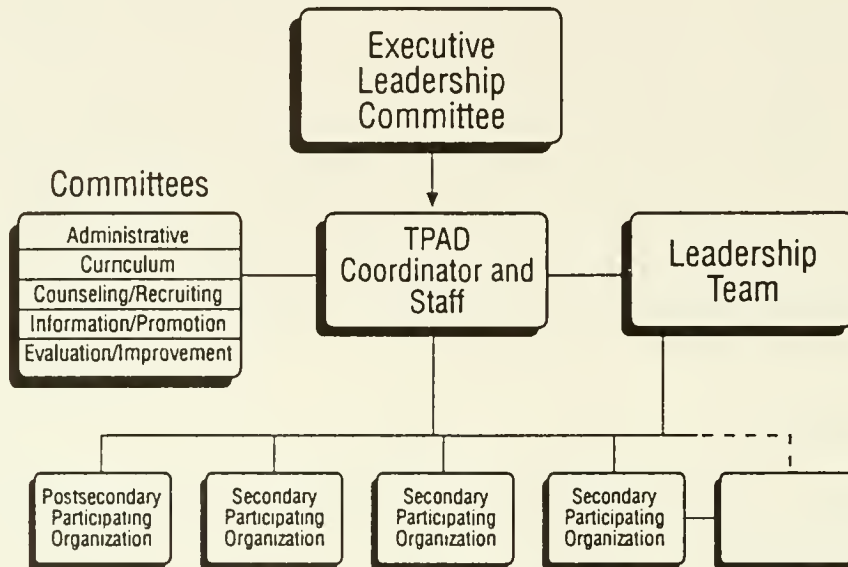 Executive
Leadership
Committee
Committees
Administrative
Curnculum
Counseling/Recruiting
Information/Promotion
Evaluation/Improvement
TPAD
Coordinator and
Staff
Leadership
Team
Postsecondary
Participating
Organization
Secondary
Participating
Organization
Secondary
Participating
Organization
Secondary
Participating
Organization